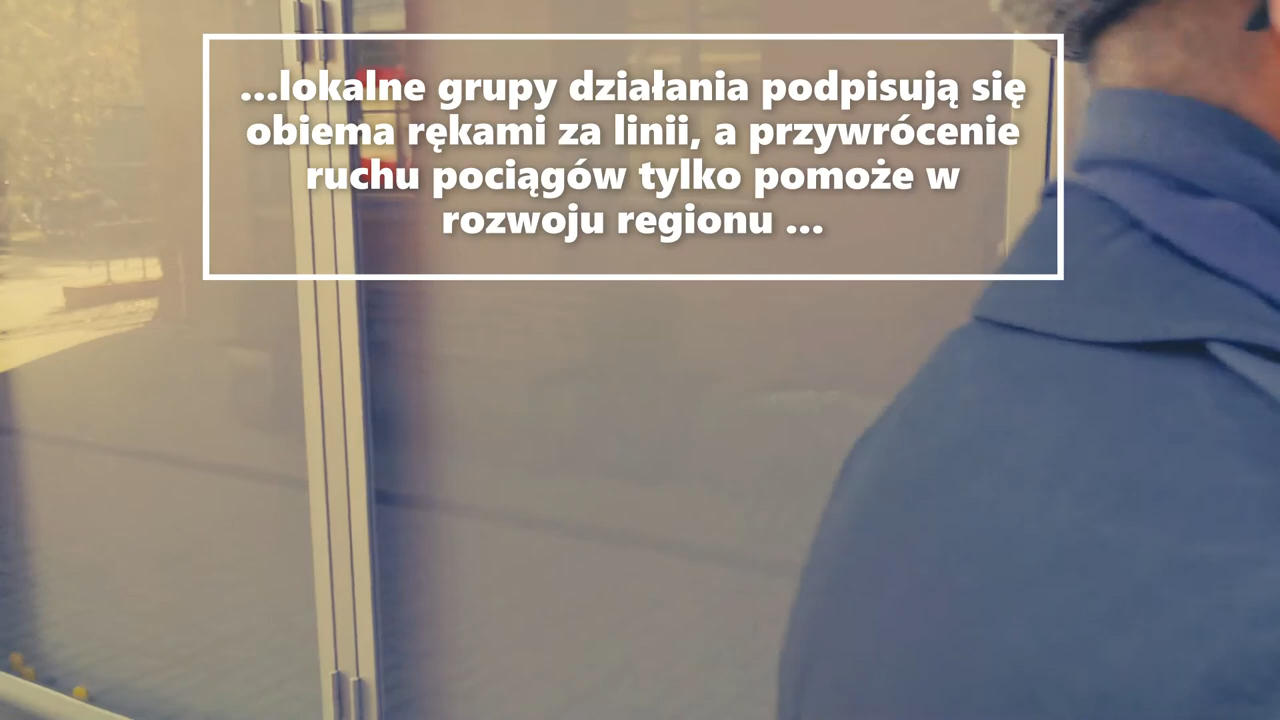 ...lokalne grupy działania podpisują się
obiema rękami za linii, a przywrócenie
ruchu pociągów tylko pomoże w
rozwoju regionu ...